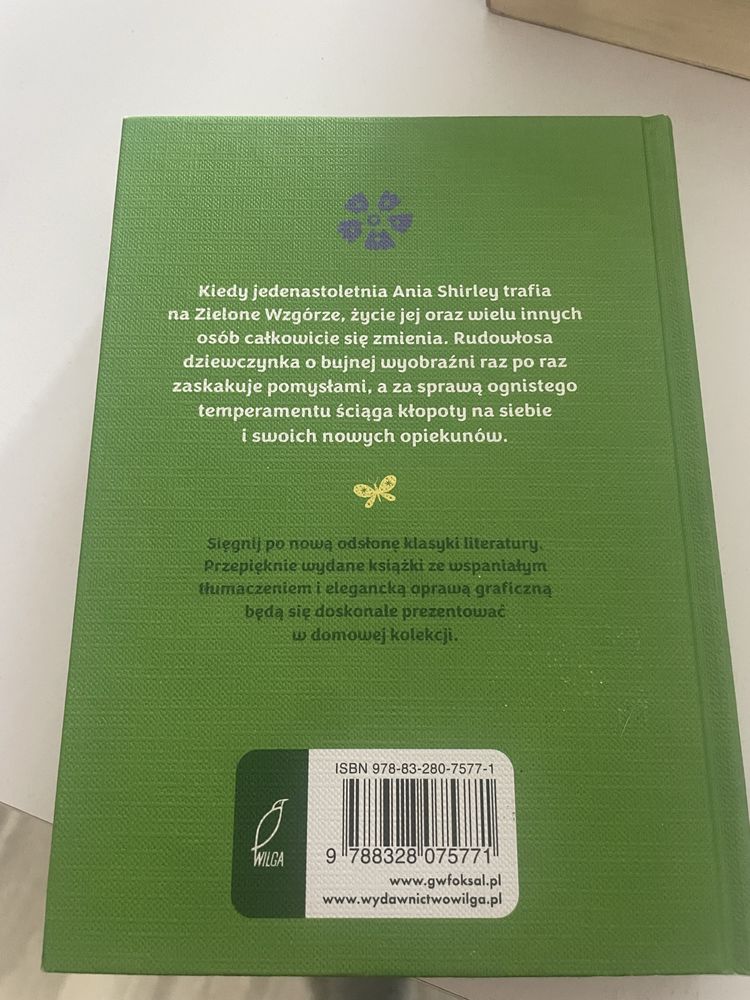 Kiedy jedenastoletnia Ania Shirley trafia
na Zielone Wzgórze, życie jej oraz wielu innych
osób całkowicie się zmienia. Rudowłosa
dziewczynka o bujnej wyobraźni raz po raz
zaskakuje pomysłami, a za sprawą ognistego
temperamentu ściąga kłopoty na siebie
i swoich nowych opiekunów.
Sięgnij po nową odsłonę klasyki literatury.
Przepięknie wydane książki ze wspaniałym
tłumaczeniem i elegancką oprawą graficzną
będą się doskonale prezentować
w domowej kolekcji.
WILGA
ISBN 978-83-280-7577-1
9 788328 075771
www.gwfoksal.pl
www.wydawnictwowilga.pl